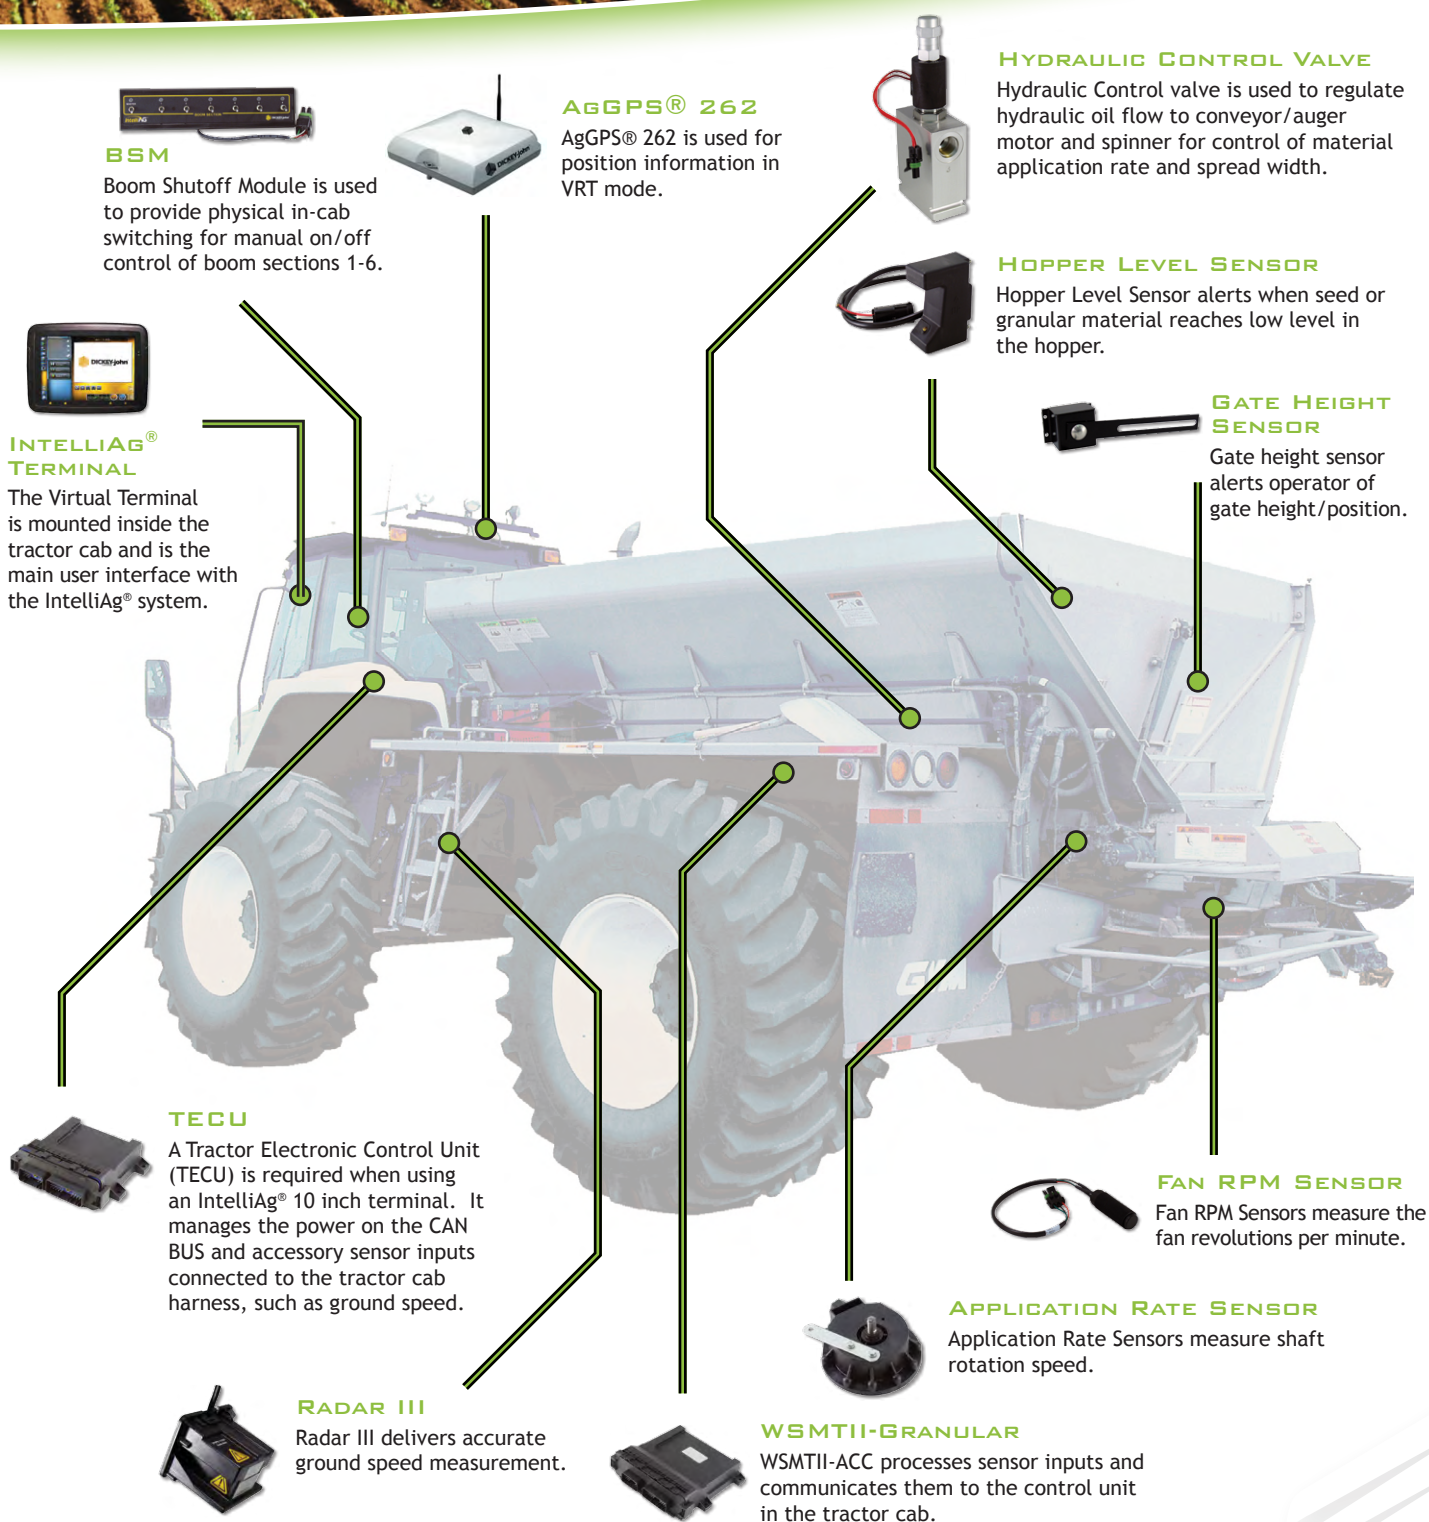 BSM
Boom Shutoff Module is used
to provide physical in-cab
switching for manual on/off
control of boom sections 1-6.
DICKEY-john
AgGPS® 262
AgGPS® 262 is used for
position information in
VRT mode.
Hydraulic Control Valve
Hydraulic Control valve is used to regulate
hydraulic oil flow to conveyor/auger
motor and spinner for control of material
application rate and spread width.
Hopper Level Sensor
Hopper Level Sensor alerts when seed or
granular material reaches low level in
the hopper.
Gate Height
Sensor
Gate height sensor
alerts operator of
gate height/position.
DICKEY-john
IntelliAg®
Terminal
The Virtual Terminal
is mounted inside the
tractor cab and is the
main user interface with
the IntelliAg® system.
TECU
A Tractor Electronic Control Unit
(TECU) is required when using
an IntelliAg® 10 inch terminal. It
manages the power on the CAN
BUS and accessory sensor inputs
connected to the tractor cab
harness, such as ground speed.
Fan RPM Sensor
Fan RPM Sensors measure the
fan revolutions per minute.
Application Rate Sensor
Application Rate Sensors measure shaft
rotation speed.
Radar III
Radar III delivers accurate
ground speed measurement.
WSMTII-Granular
WSMTII-ACC processes sensor inputs and
communicates them to the control unit
in the tractor cab.